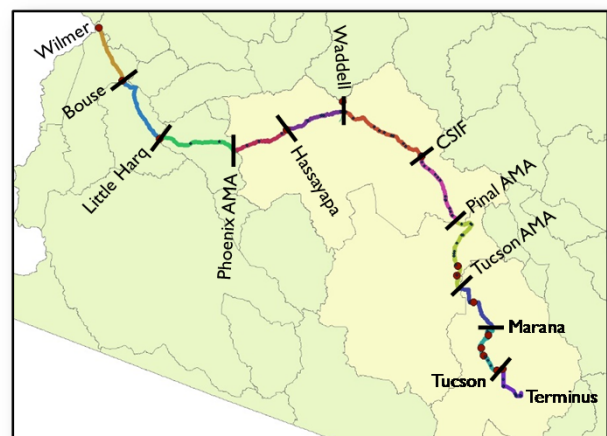 Wilmer
Bouse
Little Harq
Phoenix AMA
Hassayapa
Waddell
CSIF
Pinal AMA
Tucson AMA
Marana
Tucson
Terminus